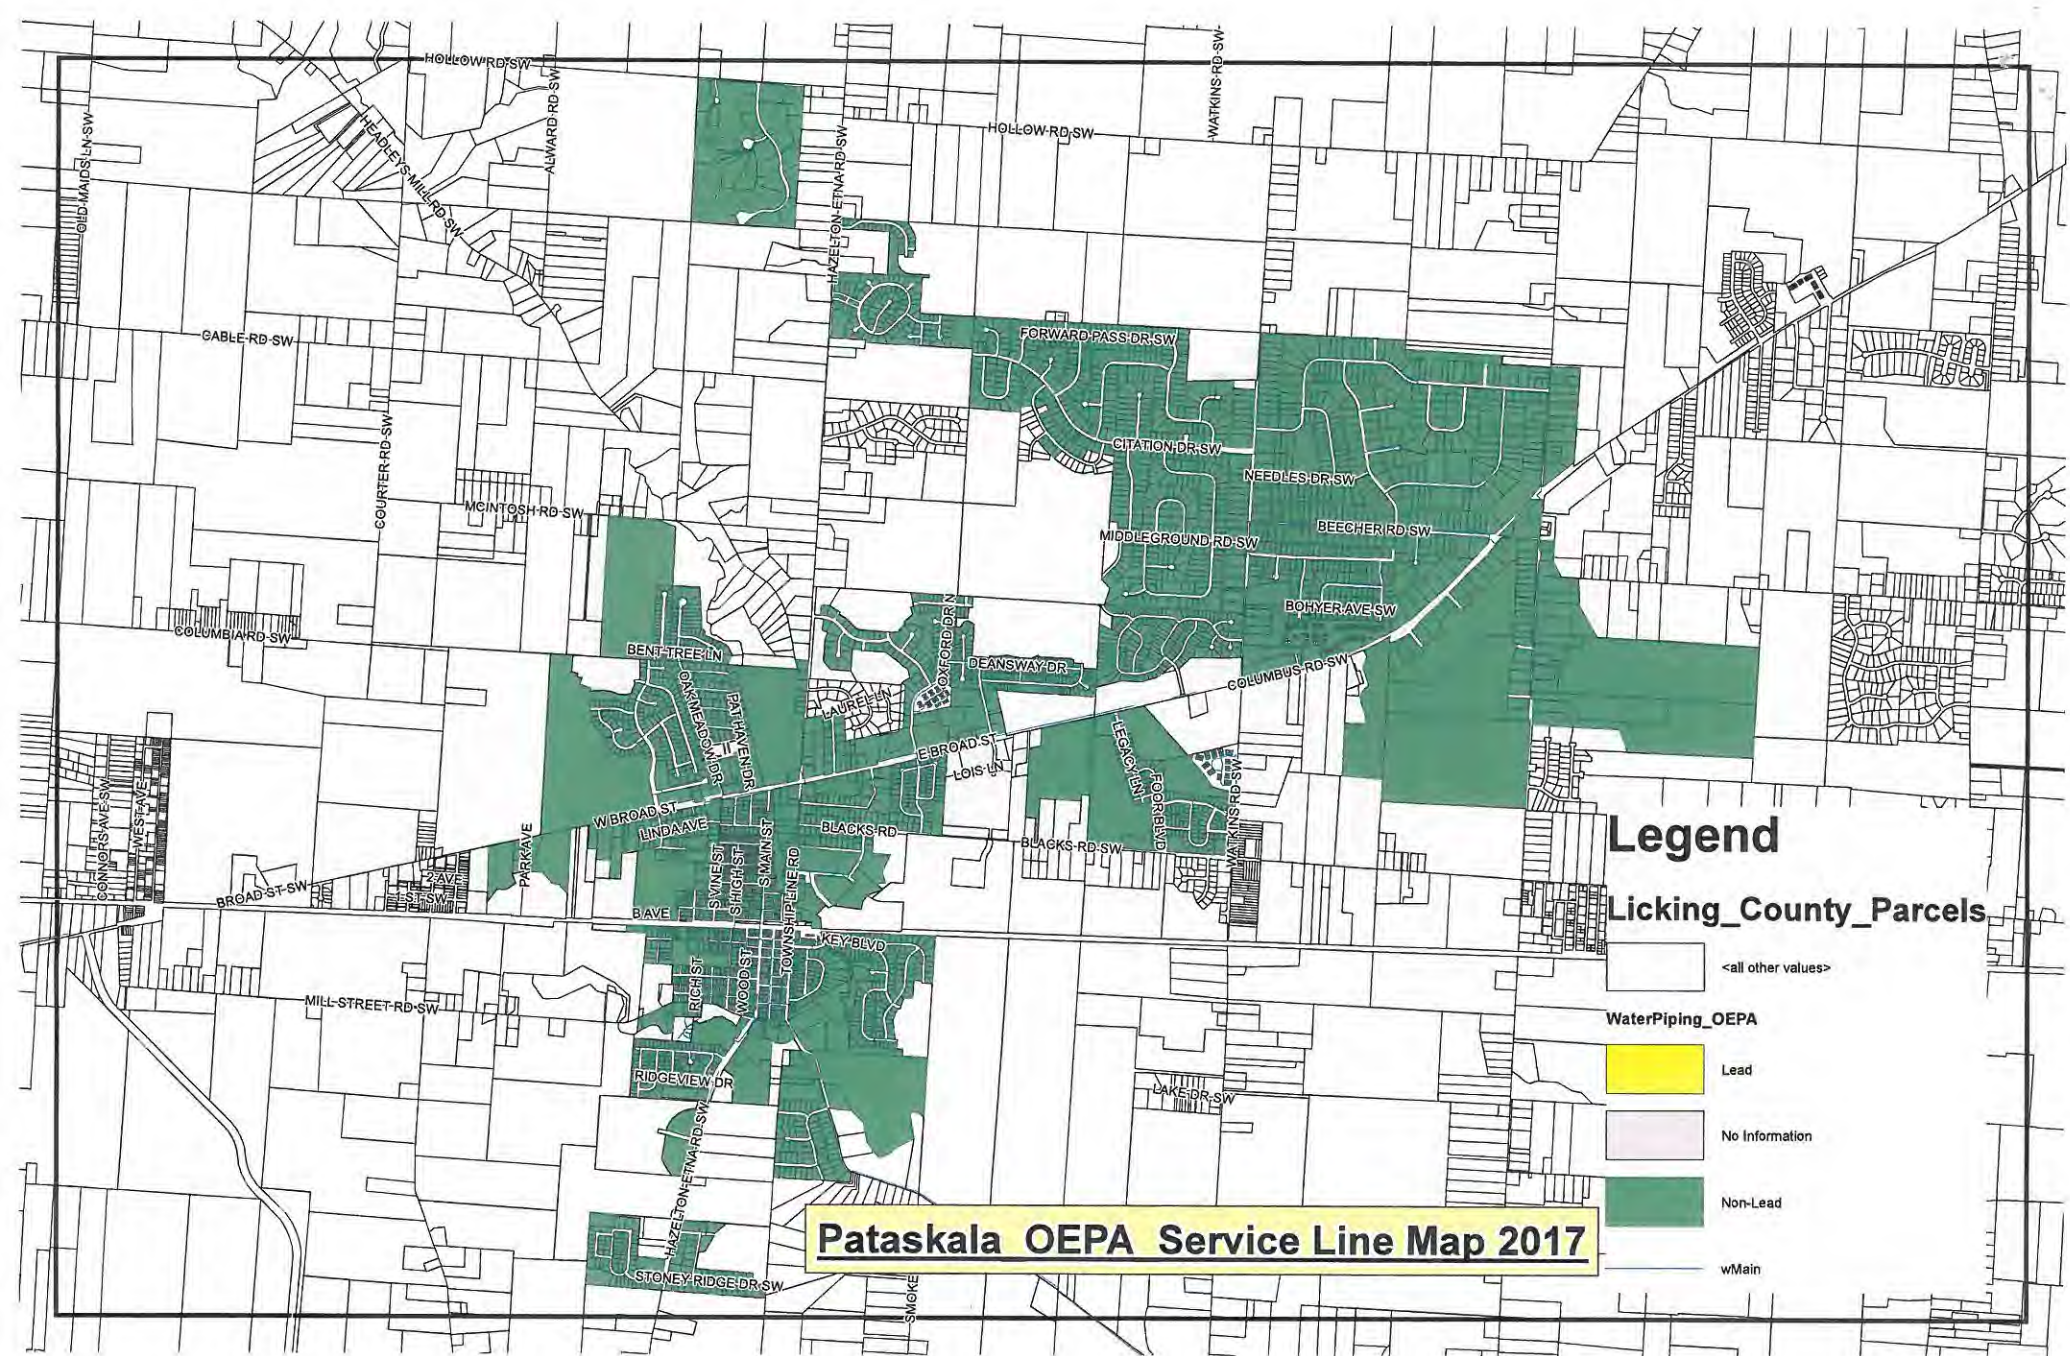 HOLLOW RD SW
ALWARD RD SW
WATKINS RD SW
OLD MAIDS LN SW
HEADLEYS MILL RD SW
HAZELTON-ETNA RD SW
HOLLOW RD SW
CABLE RD SW
FORWARD PASS DR SW
COURTER RD SW
CITATION DR SW
NEEDLES DR SW
MCINTOSH RD SW
BEECHER RD SW
MIDDLEGROUND RD SW
BOHYER AVE SW
COLUMBIA RD SW
BENT TREE LN
OXFORD DR N
DEANSWAY DR
COLUMBUS RD SW
OAKMEADOW DR
PATHAVEN DR
LAUREL LN
E BROAD ST
LOIS LN
LEGACY LN
FOOR BLVD
WATKINS RD SW
CONNORS AVE SW
WEST AVE
W BROAD ST
LINDA AVE
BLACKS RD
BLACKS RD SW
PARK AVE
S VINE ST
S HIGH ST
S MAIN ST
TOWNSHIP LINE RD
BROAD ST SW
2 AVE
ST SW
B AVE
KEY BLVD
RICH ST
WOOD ST
MILL STREET RD SW
RIDGEVIEW DR
LAKE DR SW
HAZELTON-ETNA RD SW
STONEY RIDGE DR SW
SMOKE
Pataskala OEPA Service Line Map 2017
Legend
Licking_County_Parcels
<all other values>
WaterPiping_OEPA
Lead
No Information
Non-Lead
wMain